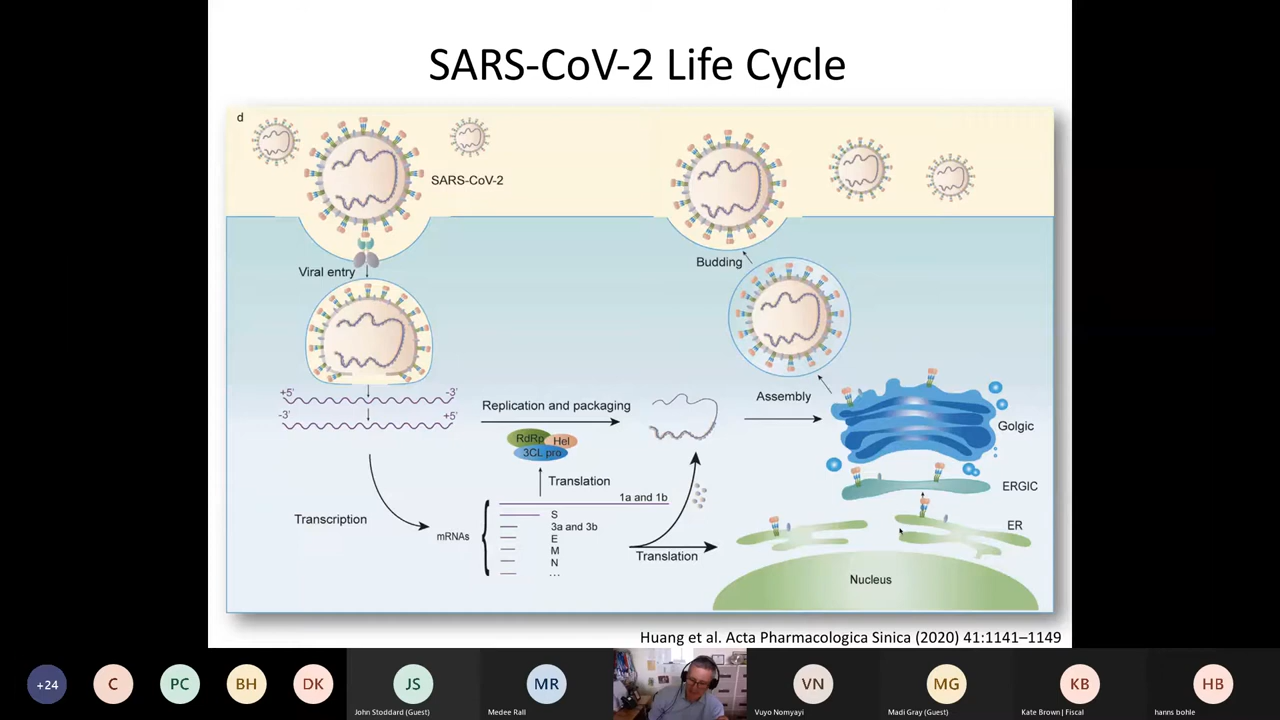 SARS-CoV-2 Life Cycle
d
SARS-CoV-2
Viral entry
Budding
+5'
-3'
-3'
+5'
Replication and packaging
Assembly
RdRp
Hel
3CL pro
Golgic
Translation
1a and 1b
ERGIC
Transcription
mRNAs
S
3a and 3b
E
M
N
...
Translation
ER
Nucleus
Huang et al. Acta Pharmacologica Sinica (2020) 41:1141–1149
+24
C
PC
BH
DK
JS
John Stoddard (Guest)
MR
Medee Rall
VN
Vuyo Nomyayi
MG
Madi Gray (Guest)
KB
Kate Brown | Fiscal
HB
hanns bohle